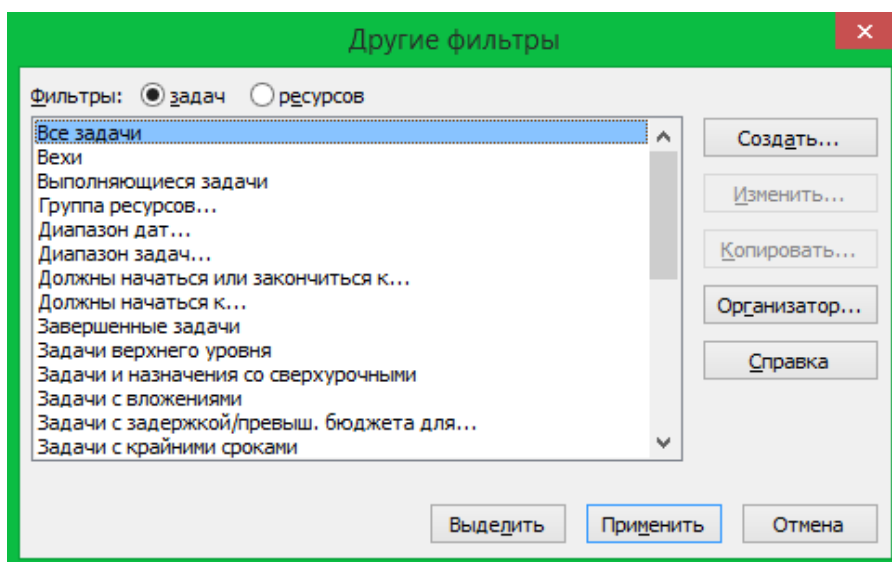 Другие фильтры
Фильтры: задач ресурсов
Все задачи
Вехи
Выполняющиеся задачи
Группа ресурсов...
Диапазон дат...
Диапазон задач...
Должны начаться или закончиться к...
Должны начаться к...
Завершенные задачи
Задачи верхнего уровня
Задачи и назначения со сверхурочными
Задачи с вложениями
Задачи с задержкой/превыш. бюджета для...
Задачи с крайними сроками
Создать...
Изменить...
Копировать...
Организатор...
Справка
Выделить Применить Отмена